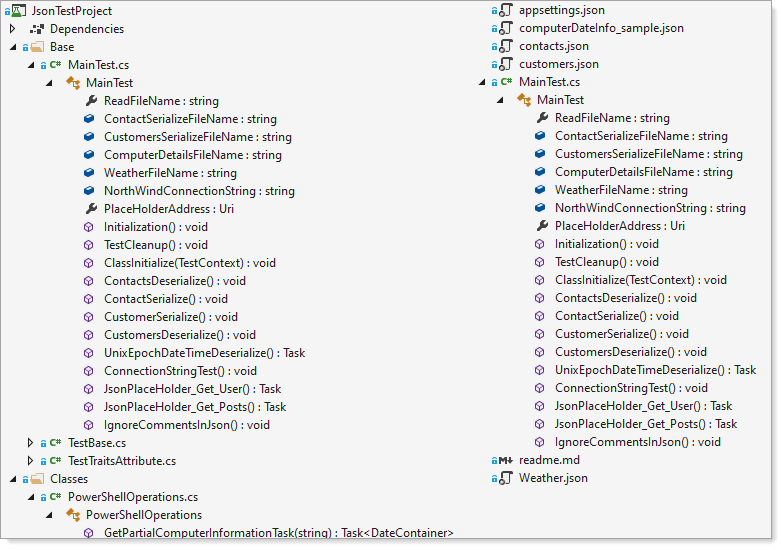 JsonTestProject
Dependencies
Base
C# MainTest.cs
MainTest
ReadFileName : string
ContactSerializeFileName : string
CustomersSerializeFileName : string
ComputerDetailsFileName : string
WeatherFileName : string
NorthWindConnectionString : string
PlaceHolderAddress : Uri
Initialization() : void
TestCleanup() : void
ClassInitialize(TestContext) : void
ContactsDeserialize() : void
ContactSerialize() : void
CustomerSerialize() : void
CustomersDeserialize() : void
UnixEpochDateTimeDeserialize() : Task
ConnectionStringTest() : void
JsonPlaceHolder_Get_User() : Task
JsonPlaceHolder_Get_Posts() : Task
IgnoreCommentsInJson() : void
C# TestBase.cs
C# TestTraitsAttribute.cs
Classes
C# PowerShellOperations.cs
PowerShellOperations
GetPartialComputerInformationTask(string) : Task<DateContainer>
appsettings.json
computerDateInfo_sample.json
contacts.json
customers.json
C# MainTest.cs
MainTest
ReadFileName : string
ContactSerializeFileName : string
CustomersSerializeFileName : string
ComputerDetailsFileName : string
WeatherFileName : string
NorthWindConnectionString : string
PlaceHolderAddress : Uri
Initialization() : void
TestCleanup() : void
ClassInitialize(TestContext) : void
ContactsDeserialize() : void
ContactSerialize() : void
CustomerSerialize() : void
CustomersDeserialize() : void
UnixEpochDateTimeDeserialize() : Task
ConnectionStringTest() : void
JsonPlaceHolder_Get_User() : Task
JsonPlaceHolder_Get_Posts() : Task
IgnoreCommentsInJson() : void
M readme.md
Weather.json